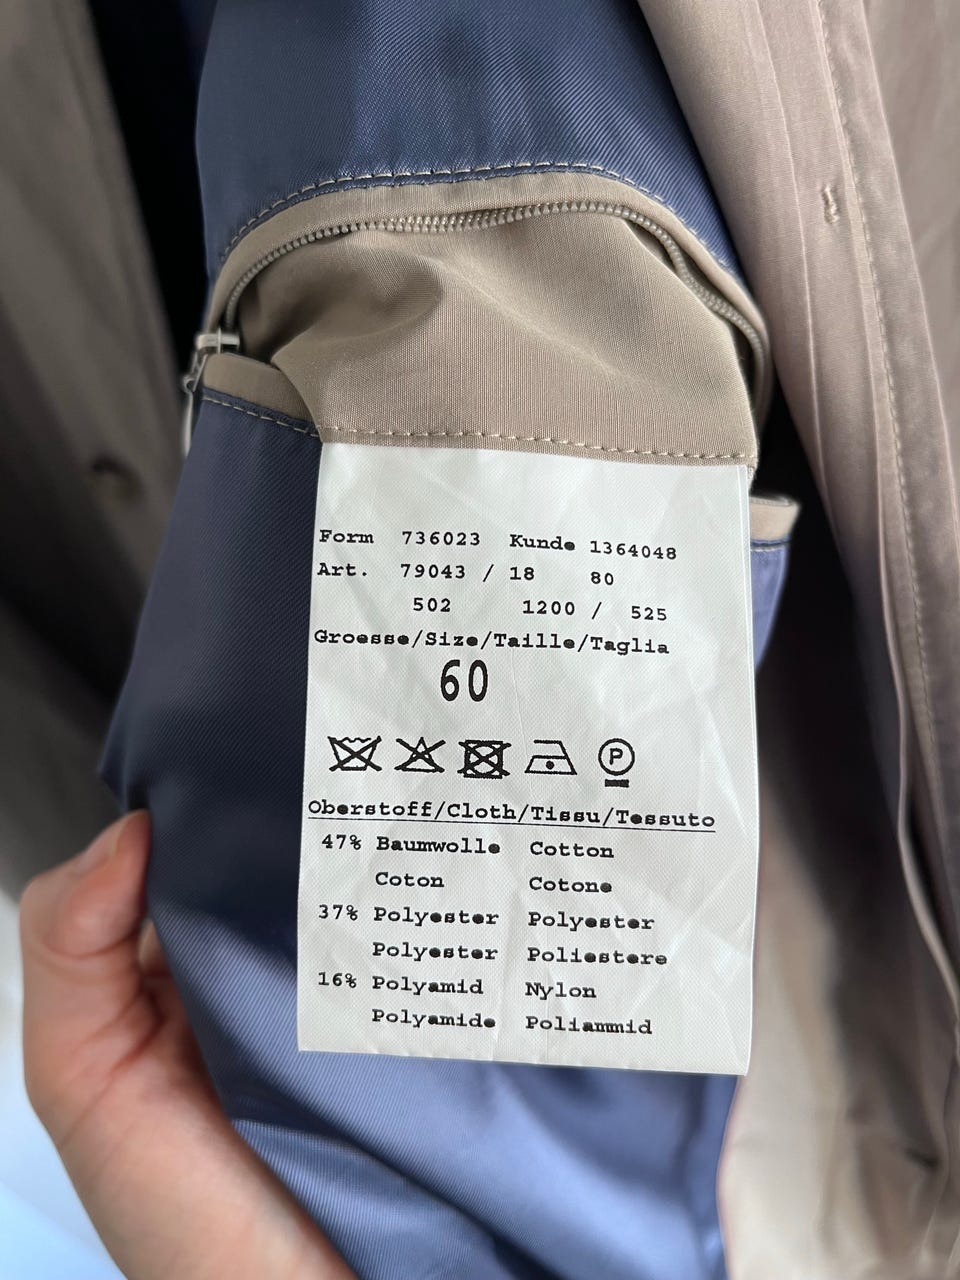 Form 736023 Kunde 1364048
Art. 79043 / 18 80
502 1200 / 525
Groesse/Size/Taille/Taglia
60
P
Oberstoff/Cloth/Tissu/Tessuto
47% Baumwolle Cotton
Coton Cotone
37% Polyester Polyester
Polyester Poliestere
16% Polyamid Nylon
Polyamide Poliammid